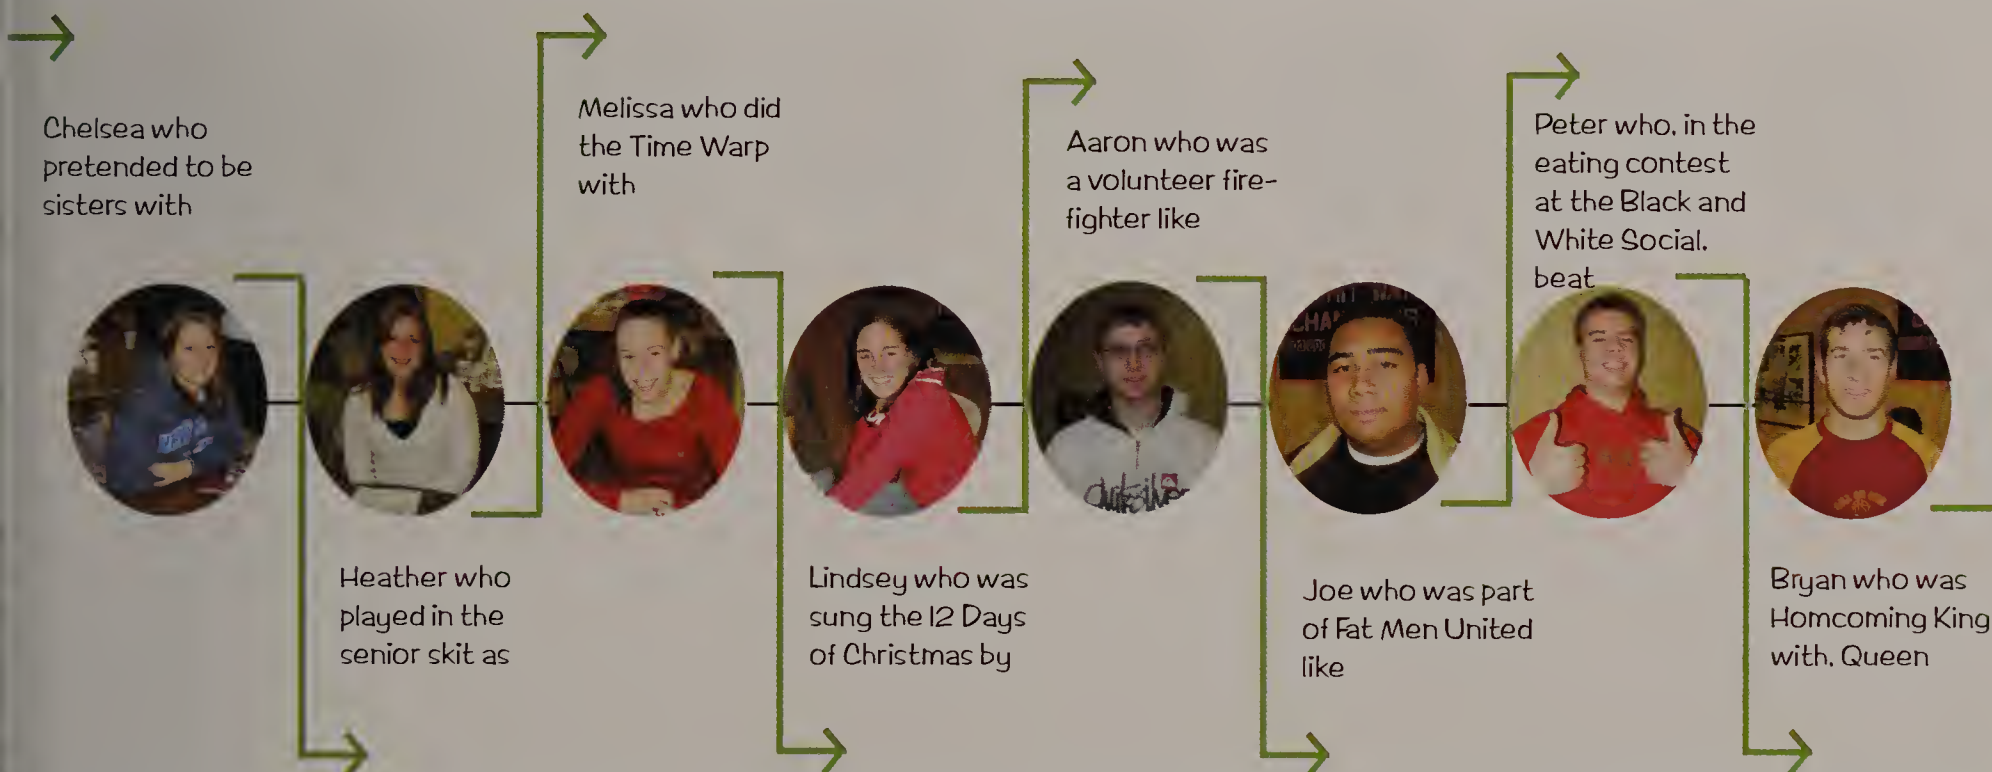 Chelsea who
pretended to be
sisters with
Heather who
played in the
senior skit as
Melissa who did
the Time Warp
with
Lindsey who was
sung the 12 Days
of Christmas by
Aaron who was
a volunteer fire-
fighter like
Joe who was part
of Fat Men United
like
Peter who, in the
eating contest
at the Black and
White Social,
beat
Bryan who was
Homcoming King
with, Queen